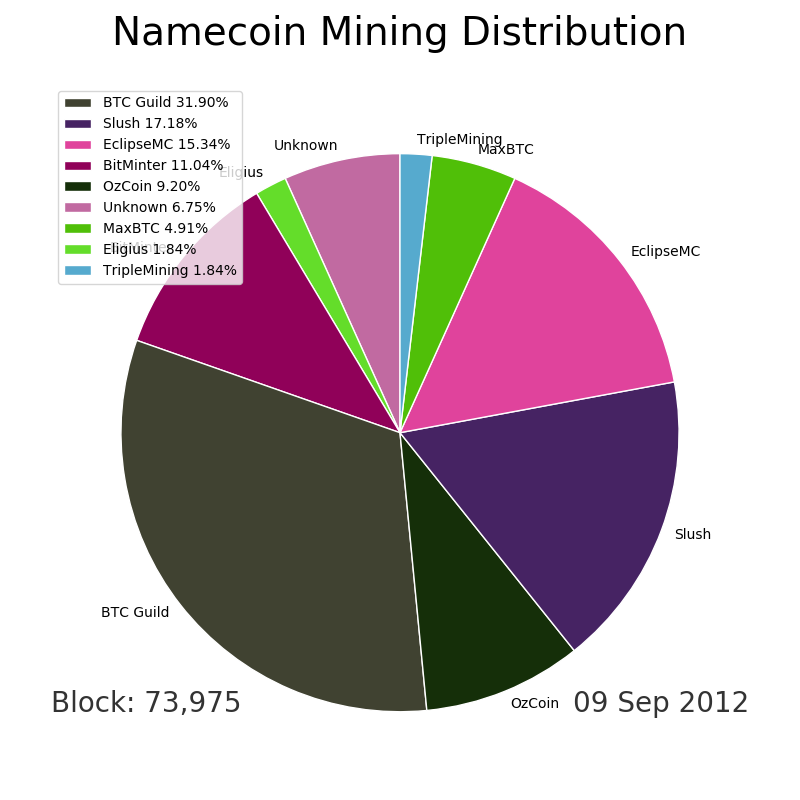 Namecoin Mining Distribution
BTC Guild 31.90%
Slush 17.18%
EclipseMC 15.34%
BitMinter 11.04%
OzCoin 9.20%
Unknown 6.75%
MaxBTC 4.91%
Eligius 1.84%
TripleMining 1.84%
TripleMining
MaxBTC
Unknown
Eligius
BitMinter
EclipseMC
Slush
BTC Guild
OzCoin
Block: 73,975
09 Sep 2012